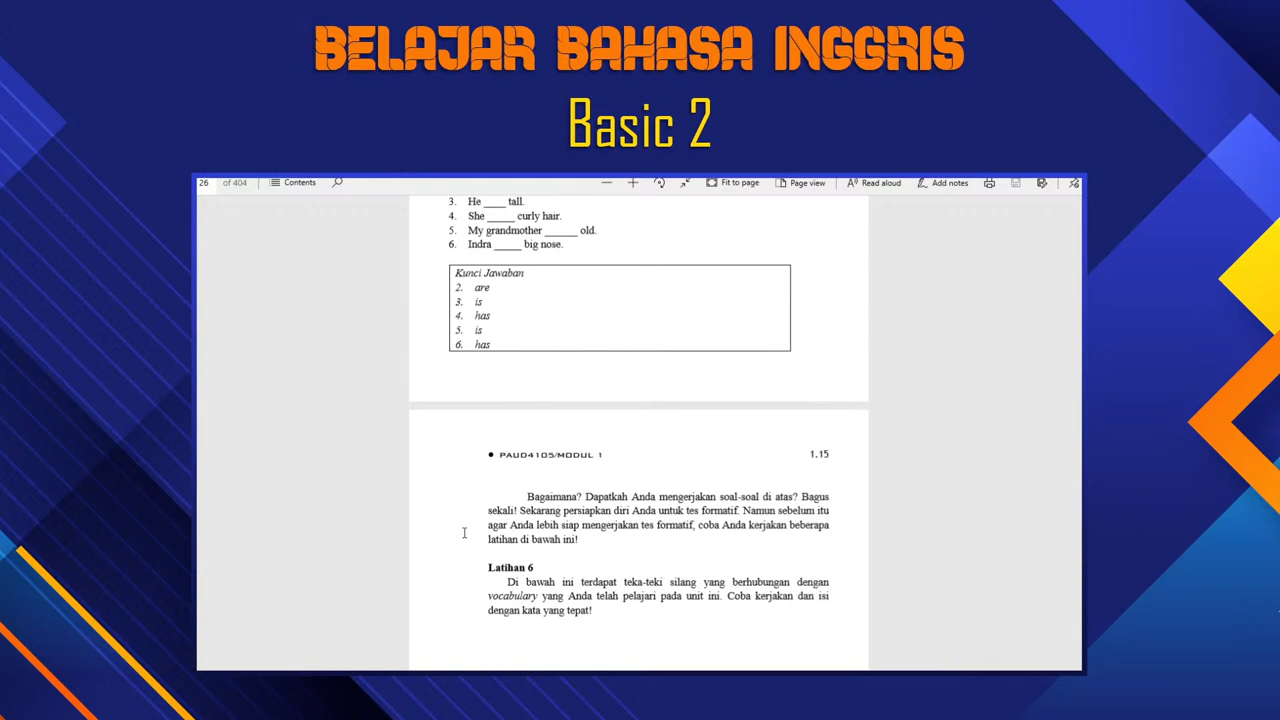 BELAJAR BAHASA INGGRIS
Basic 2
26 of 404 Contents Fit to page Page view Read aloud Add notes
3. He ____ tall.
4. She _____ curly hair.
5. My grandmother ______ old.
6. Indra _____ big nose.
Kunci Jawaban
2. are
3. is
4. has
5. is
6. has
• PAUD4105/MODUL 1 1.15
Bagaimana? Dapatkah Anda mengerjakan soal-soal di atas? Bagus
sekali! Sekarang persiapkan diri Anda untuk tes formatif. Namun sebelum itu
agar Anda lebih siap mengerjakan tes formatif, coba Anda kerjakan beberapa
latihan di bawah ini!
Latihan 6
Di bawah ini terdapat teka-teki silang yang berhubungan dengan
vocabulary yang Anda telah pelajari pada unit ini. Coba kerjakan dan isi
dengan kata yang tepat!